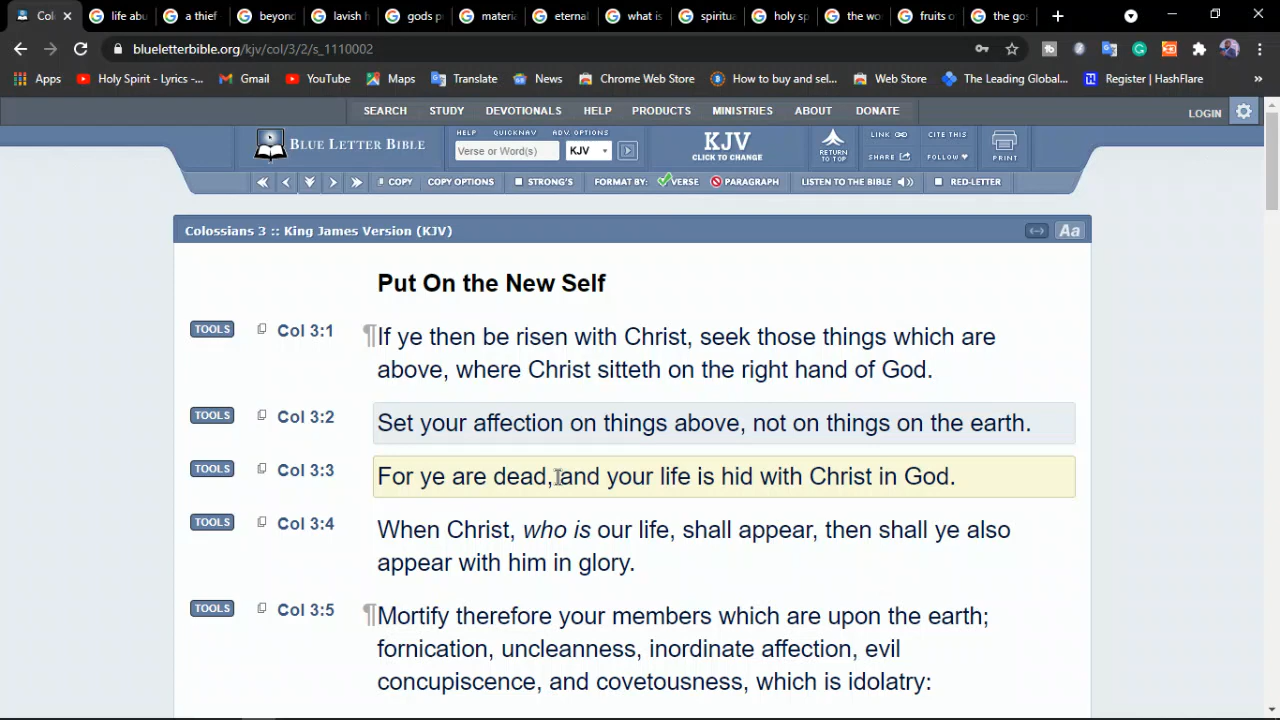 Col
life abu
a thief
beyond
lavish h
gods p
materia
eterna
what is
spiritua
holy sp
the wo
fruits o
the gos
blueletterbible.org/kjv/col/3/2/s_1110002
Apps
Holy Spirit - Lyrics -...
Gmail
YouTube
Maps
Translate
News
Chrome Web Store
How to buy and sel...
Web Store
The Leading Global...
Register | HashFlare
»
SEARCH STUDY DEVOTIONALS HELP PRODUCTS MINISTRIES ABOUT DONATE
LOGIN
BLUE LETTER BIBLE
HELP QUICKNAV ADV. OPTIONS
Verse or Word(s)
KJV
KJV
CLICK TO CHANGE
RETURN
TO TOP
LINK
CITE THIS
SHARE
FOLLOW
PRINT
COPY
COPY OPTIONS
STRONG'S
FORMAT BY:
VERSE
PARAGRAPH
LISTEN TO THE BIBLE
RED-LETTER
Colossians 3 :: King James Version (KJV)
Aa
Put On the New Self
TOOLS Col 3:1 ¶If ye then be risen with Christ, seek those things which are
above, where Christ sitteth on the right hand of God.
TOOLS Col 3:2 Set your affection on things above, not on things on the earth.
TOOLS Col 3:3 For ye are dead, and your life is hid with Christ in God.
TOOLS Col 3:4 When Christ, who is our life, shall appear, then shall ye also
appear with him in glory.
TOOLS Col 3:5 ¶Mortify therefore your members which are upon the earth;
fornication, uncleanness, inordinate affection, evil
concupiscence, and covetousness, which is idolatry: